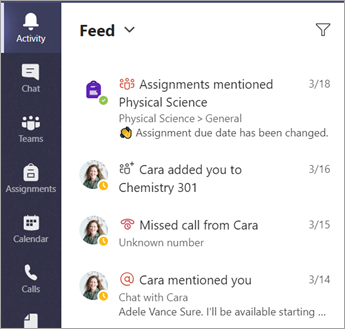 Activity
Chat
Teams
Assignments
Calendar
Calls
Feed
Assignments mentioned 3/18
Physical Science
Physical Science > General
Assignment due date has been changed.
Cara added you to 3/16
Chemistry 301
Missed call from Cara 3/15
Unknown number
Cara mentioned you 3/14
Chat with Cara
Adele Vance Sure. I'll be available starting ...